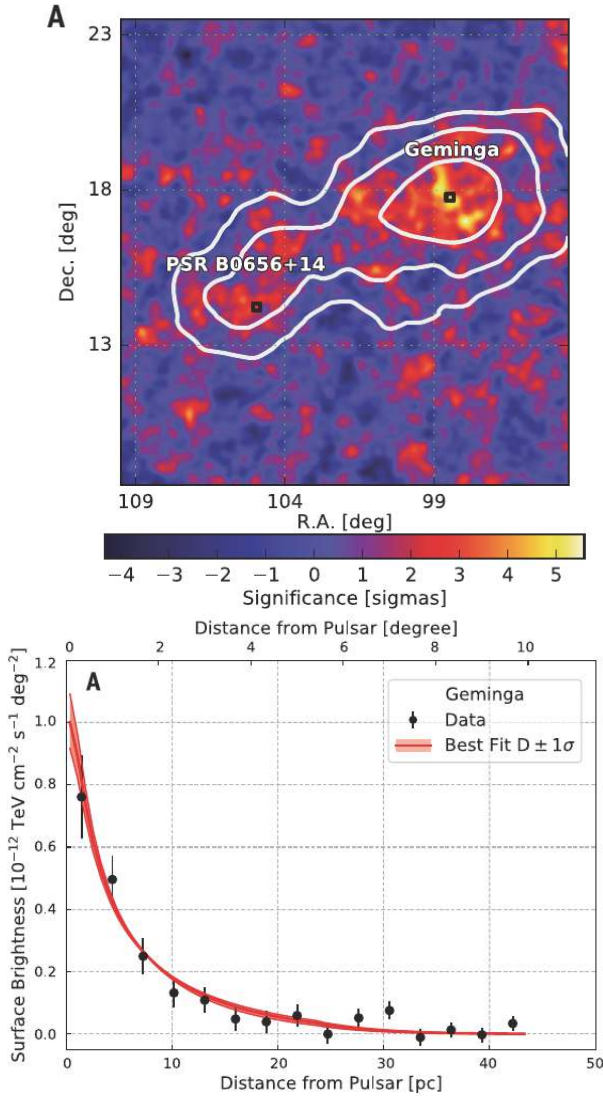 A
23
18
13
Dec. [deg]
Geminga
PSR B0656+14
109 104 99
R.A. [deg]
−4 −3 −2 −1 0 1 2 3 4 5
Significance [sigmas]
Distance from Pulsar [degree]
0 2 4 6 8 10
A
Geminga
Data
Best Fit D ± 1σ
Surface Brightness [10⁻¹² TeV cm⁻² s⁻¹ deg⁻²]
1.2
1.0
0.8
0.6
0.4
0.2
0.0
0 10 20 30 40 50
Distance from Pulsar [pc]